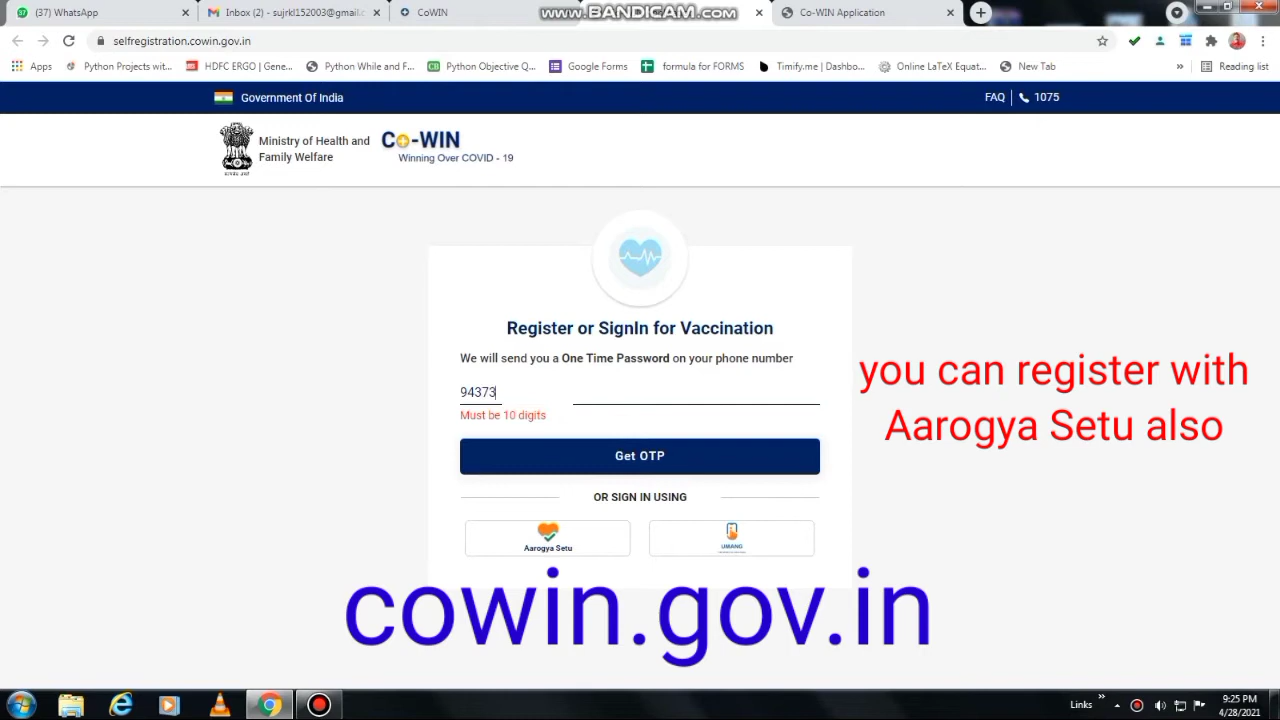 (37) WhatsApp
Inbox (2) - sujrkl152003@gmail.c
CoWIN
www.BANDICAM.com
Co-WIN Application
selfregistration.cowin.gov.in
Apps
Python Projects wit...
HDFC ERGO | Gene...
Python While and F...
Python Objective Q...
Google Forms
formula for FORMS
Timify.me | Dashbo...
Online LaTeX Equat...
New Tab
»
Reading list
Government Of India
FAQ
1075
Ministry of Health and
Family Welfare
Co-WIN
Winning Over COVID - 19
Register or SignIn for Vaccination
We will send you a One Time Password on your phone number
94373
Must be 10 digits
you can register with
Aarogya Setu also
Get OTP
OR SIGN IN USING
Aarogya Setu
UMANG
cowin.gov.in
Links
»
9:25 PM
4/28/2021